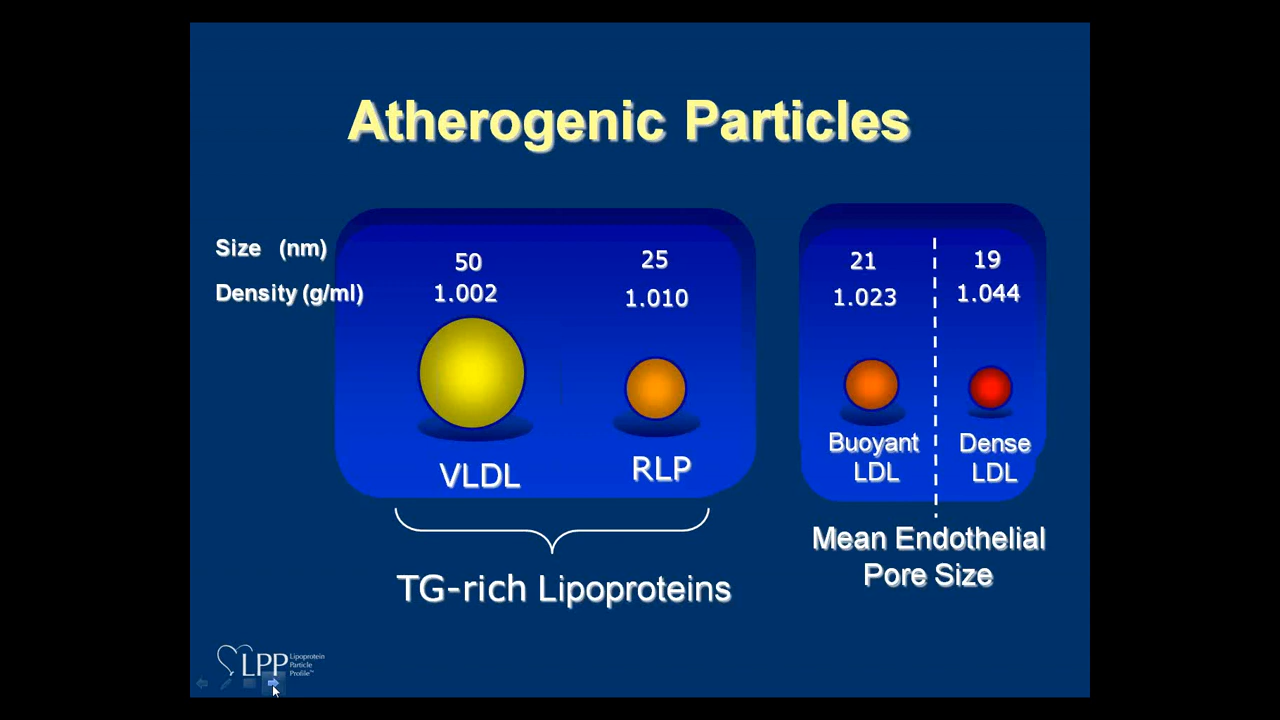 Atherogenic Particles
Size (nm)
50
25
21
19
Density (g/ml)
1.002
1.010
1.023
1.044
VLDL
RLP
Buoyant
LDL
Dense
LDL
TG-rich Lipoproteins
Mean Endothelial
Pore Size
LPP
Lipoprotein
Particle
Profile™